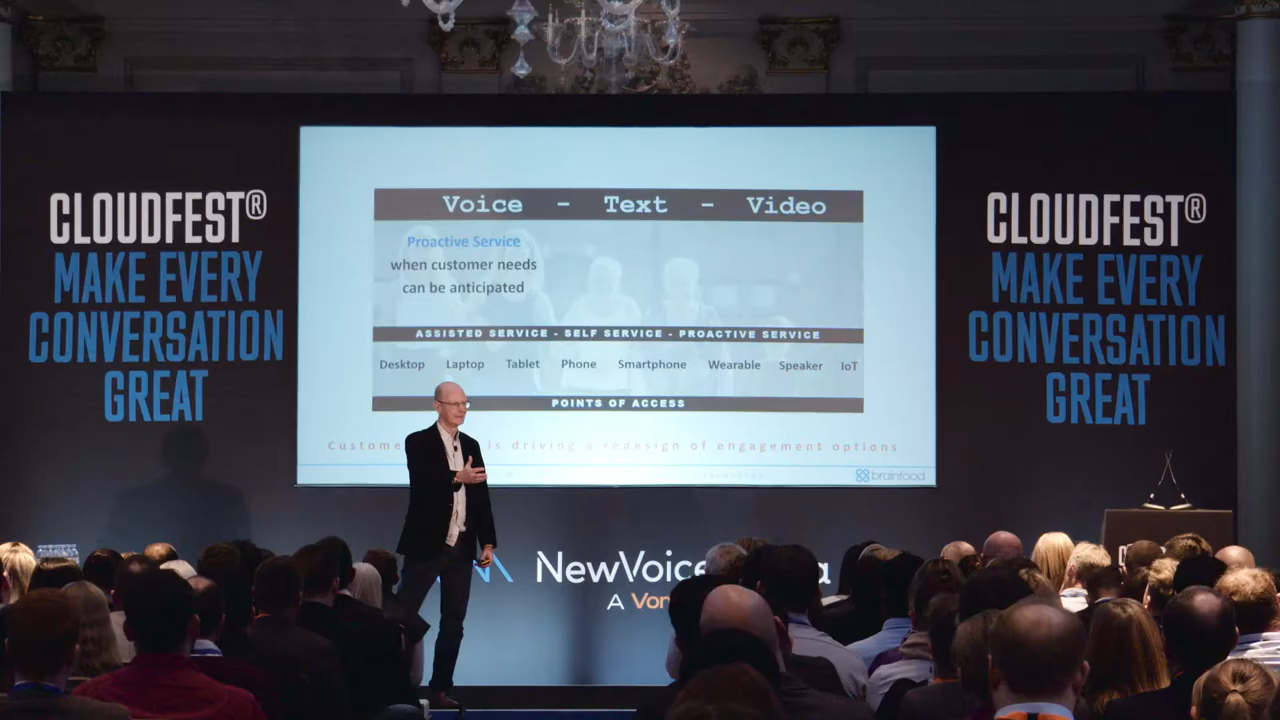 CLOUDFEST®
MAKE EVERY
CONVERSATION
GREAT
Voice - Text - Video
Proactive Service
when customer needs
can be anticipated
ASSISTED SERVICE - SELF SERVICE - PROACTIVE SERVICE
Desktop Laptop Tablet Phone Smartphone Wearable Speaker IoT
POINTS OF ACCESS
is driving a redesign of engagement options
brainfood
CLOUDFEST®
MAKE EVERY
CONVERSATION
GREAT
NewVoice
A Von